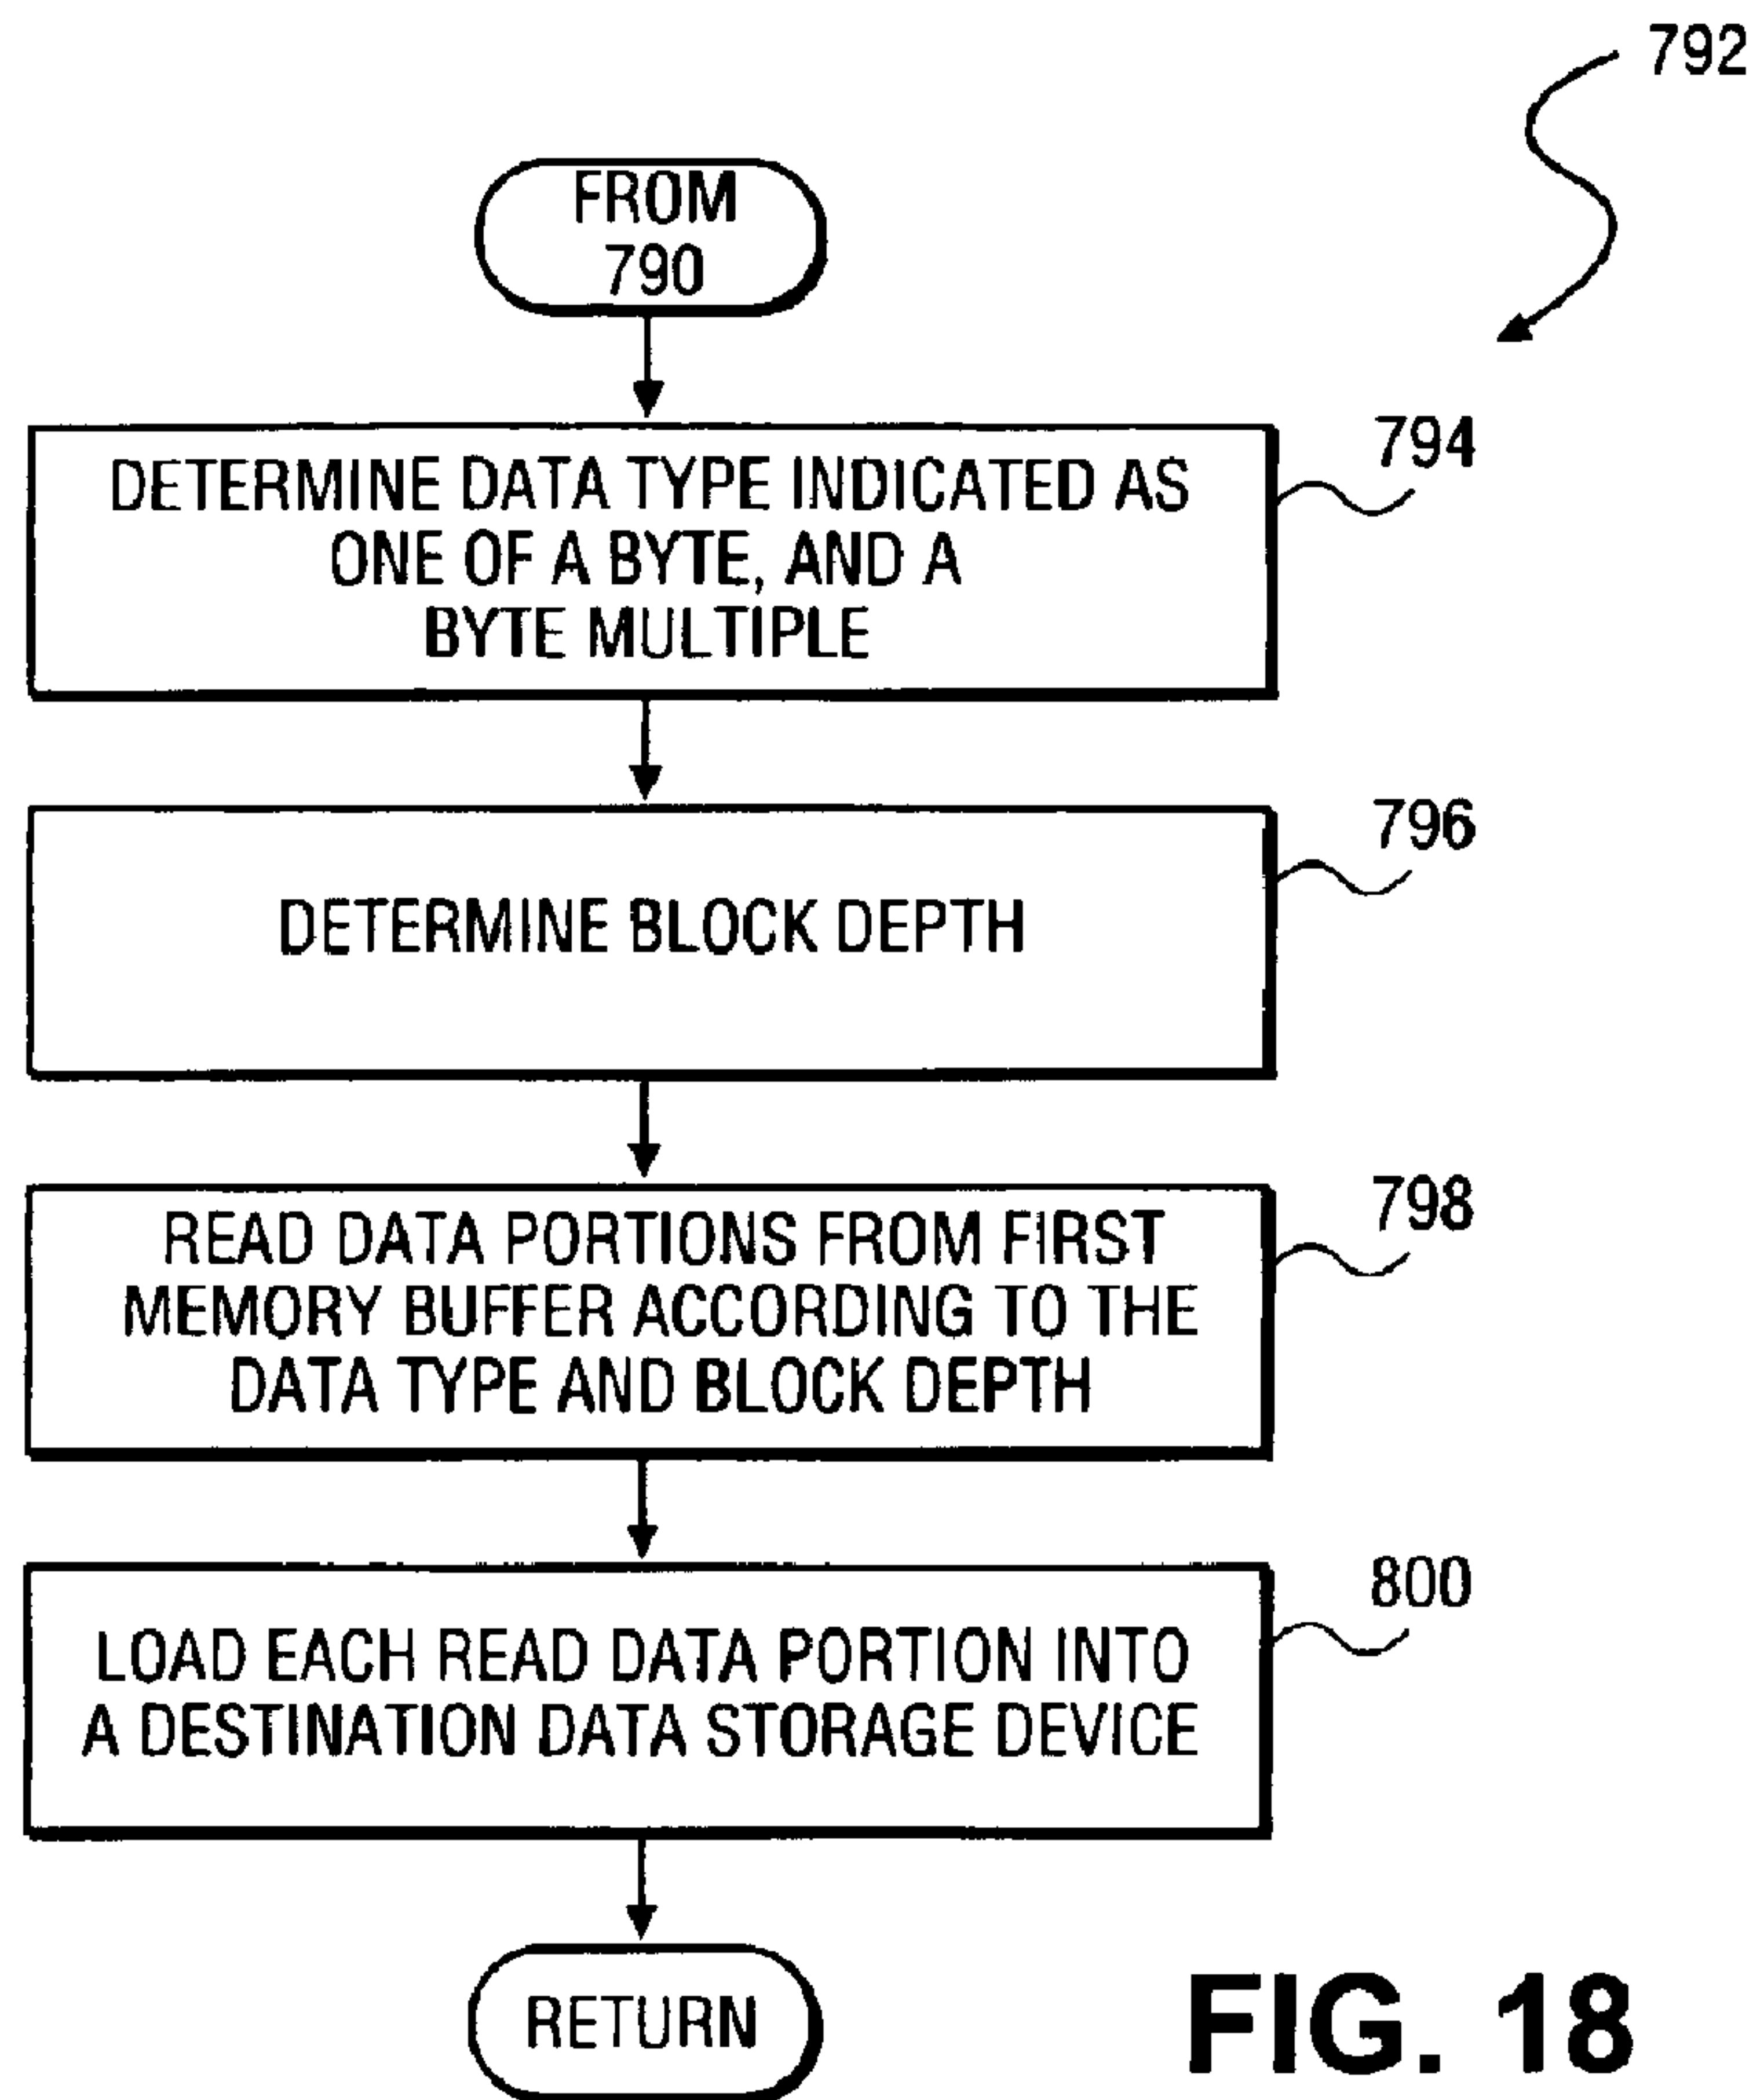 792
FROM
790
794
DETERMINE DATA TYPE INDICATED AS
ONE OF A BYTE, AND A
BYTE MULTIPLE
796
DETERMINE BLOCK DEPTH
798
READ DATA PORTIONS FROM FIRST
MEMORY BUFFER ACCORDING TO THE
DATA TYPE AND BLOCK DEPTH
800
LOAD EACH READ DATA PORTION INTO
A DESTINATION DATA STORAGE DEVICE
RETURN
FIG. 18